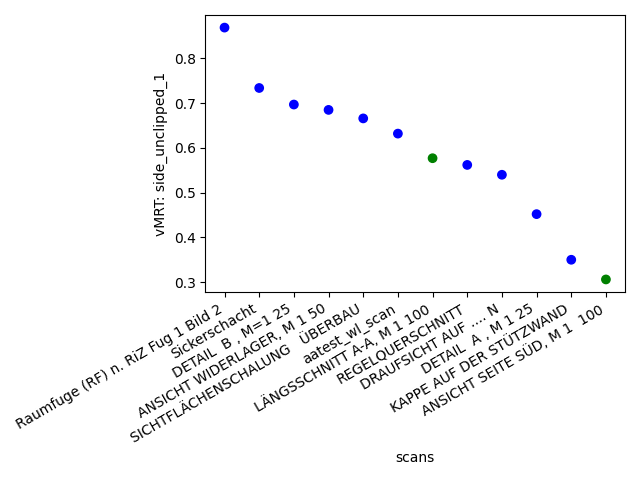 vMRT: side_unclipped_1
0.8
0.7
0.6
0.5
0.4
0.3
Raumfuge (RF) n. RiZ Fug 1 Bild 2
Sickerschacht
DETAIL B , M=1 25
ANSICHT WIDERLAGER, M 1 50
SICHTFLÄCHENSCHALUNG ÜBERBAU
aatest_wl_scan
LÄNGSSCHNITT A-A, M 1 100
REGELQUERSCHNITT
DRAUFSICHT AUF .... N
DETAIL A , M 1 25
KAPPE AUF DER STÜTZWAND
ANSICHT SEITE SÜD, M 1 100
scans